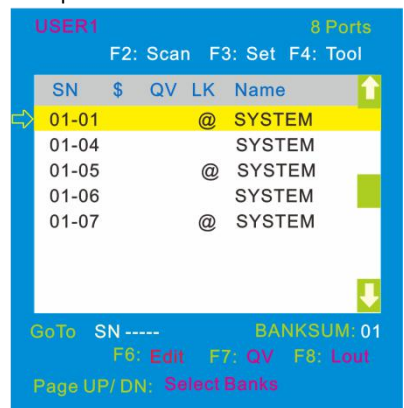 USER1 8 Ports
F2: Scan F3: Set F4: Tool
SN $ QV LK Name
01-01 @ SYSTEM
01-04 SYSTEM
01-05 @ SYSTEM
01-06 SYSTEM
01-07 @ SYSTEM
GoTo SN ----- BANKSUM: 01
F6: Edit F7: QV F8: Lout
Page UP/ DN: Select Banks